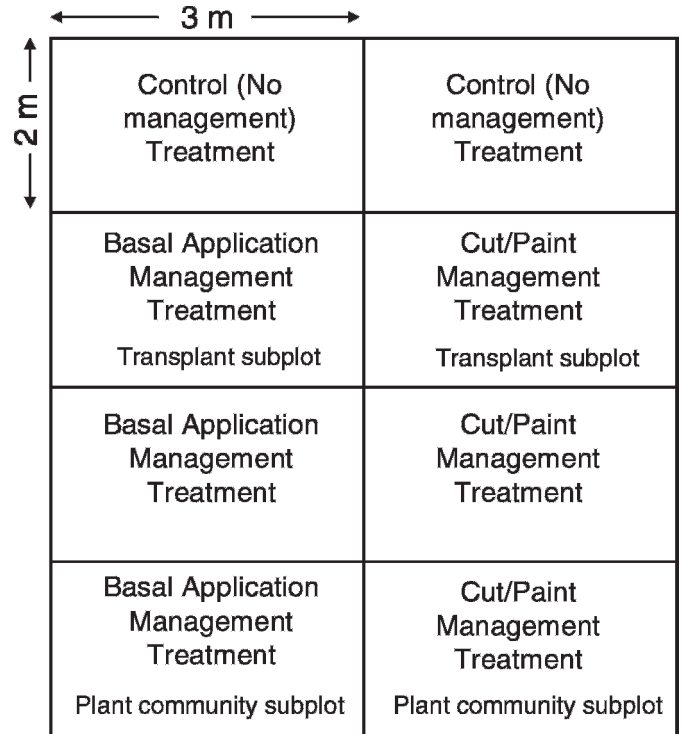 3 m
2 m
Control (No
management)
Treatment
Control (No
management)
Treatment
Basal Application
Management
Treatment
Transplant subplot
Cut/Paint
Management
Treatment
Transplant subplot
Basal Application
Management
Treatment
Cut/Paint
Management
Treatment
Basal Application
Management
Treatment
Plant community subplot
Cut/Paint
Management
Treatment
Plant community subplot